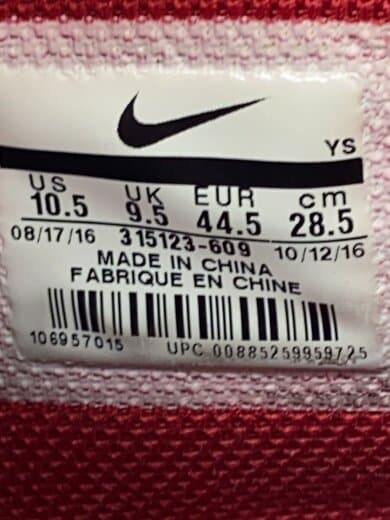 YS
US UK EUR cm
10.5 9.5 44.5 28.5
08/17/16 315123-609 10/12/16
MADE IN CHINA
FABRIQUE EN CHINE
106957015 UPC 00885259959725